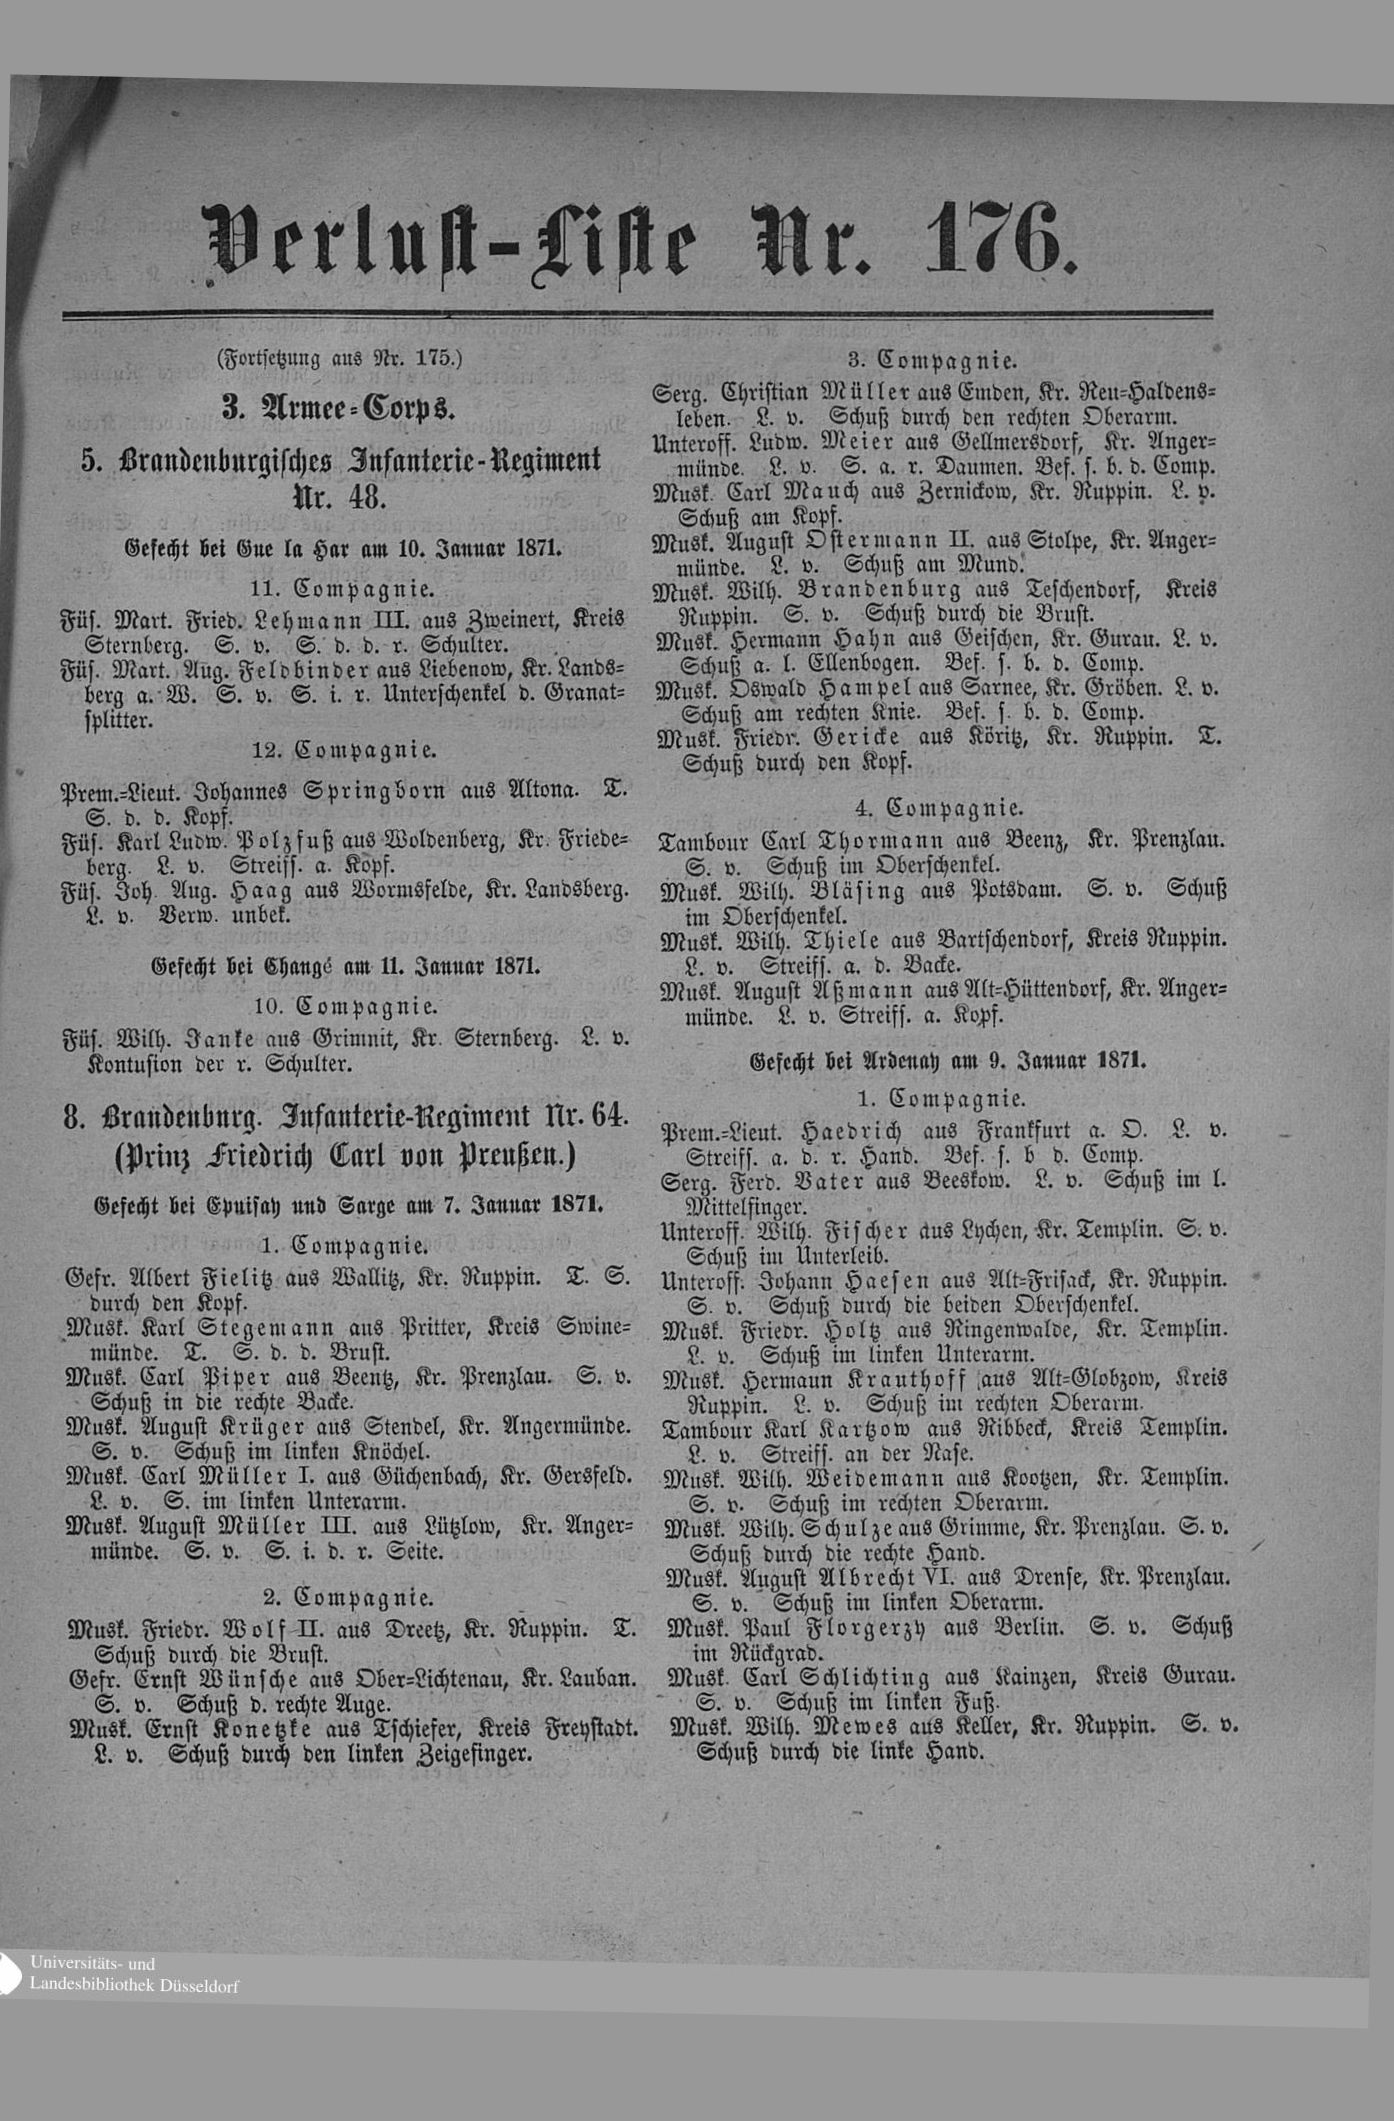 Verlust-Liste Nr. 176.
(Fortsetzung aus Nr. 175.)
3. Armee-Corps.
5. Brandenburgisches Infanterie-Regiment
Nr. 48.
Gefecht bei Gue la Har am 10. Januar 1871.
11. Compagnie.
Füs. Mart. Fried. Lehmann III. aus Zweinert, Kreis
Sternberg. S. v. S. d. d. r. Schulter.
Füs. Mart. Aug. Feldbinder aus Liebenow, Kr. Lands-
berg a. W. S. v. S. i. r. Unterschenkel d. Granat-
splitter.
12. Compagnie.
Prem.-Lieut. Johannes Springborn aus Altona. T.
S. d. d. Kopf.
Füs. Karl Ludw. Polzfuß aus Woldenberg, Kr. Friede-
berg. L. v. Streifs. a. Kopf.
Füs. Joh. Aug. Haag aus Wormsfelde, Kr. Landsberg.
L. v. Verw. unbek.
Gefecht bei Changé am 11. Januar 1871.
10. Compagnie.
Füs. Wilh. Janke aus Grimnit, Kr. Sternberg. L. v.
Kontusion der r. Schulter.
8. Brandenburg. Infanterie-Regiment Nr. 64.
(Prinz Friedrich Carl von Preußen.)
Gefecht bei Epuisay und Sarge am 7. Januar 1871.
1. Compagnie.
Gefr. Albert Fielitz aus Wallitz, Kr. Ruppin. T. S.
durch den Kopf.
Musk. Karl Stegemann aus Pritter, Kreis Swine-
münde. T. S. d. d. Brust.
Musk. Carl Piper aus Beentz, Kr. Prenzlau. S. v.
Schuß in die rechte Backe.
Musk. August Krüger aus Stendel, Kr. Angermünde.
S. v. Schuß im linken Knöchel.
Musk. Carl Müller I. aus Güchenbach, Kr. Gersfeld.
L. v. S. im linken Unterarm.
Musk. August Müller III. aus Lützlow, Kr. Anger-
münde. S. v. S. i. d. r. Seite.
2. Compagnie.
Musk. Friedr. Wolf II. aus Dreetz, Kr. Ruppin. T.
Schuß durch die Brust.
Gefr. Ernst Wünsche aus Ober-Lichtenau, Kr. Lauban.
S. v. Schuß d. rechte Auge.
Musk. Ernst Konetzke aus Tschiefer, Kreis Freystadt.
L. v. Schuß durch den linken Zeigefinger.
3. Compagnie.
Serg. Christian Müller aus Emden, Kr. Neu-Haldens-
leben. L. v. Schuß durch den rechten Oberarm.
Unteroff. Ludw. Meier aus Gellmersdorf, Kr. Anger-
münde. L. v. S. a. r. Daumen. Bef. s. b. d. Comp.
Musk. Carl Mauch aus Zernickow, Kr. Ruppin. L. v.
Schuß am Kopf.
Musk. August Ostermann II. aus Stolpe, Kr. Anger-
münde. L. v. Schuß am Mund.
Musk. Wilh. Brandenburg aus Teschendorf, Kreis
Ruppin. S. v. Schuß durch die Brust.
Musk. Hermann Hahn aus Geischen, Kr. Gurau. L. v.
Schuß a. l. Ellenbogen. Bef. s. b. d. Comp.
Musk. Oswald Hampel aus Sarnee, Kr. Gröben. L. v.
Schuß am rechten Knie. Bef. s. b. d. Comp.
Musk. Friedr. Gericke aus Köritz, Kr. Ruppin. T.
Schuß durch den Kopf.
4. Compagnie.
Tambour Carl Thormann aus Beenz, Kr. Prenzlau.
S. v. Schuß im Oberschenkel.
Musk. Wilh. Bläsing aus Potsdam. S. v. Schuß
im Oberschenkel.
Musk. Wilh. Thiele aus Bartschendorf, Kreis Ruppin.
L. v. Streifs. a. d. Backe.
Musk. August Aßmann aus Alt-Hüttendorf, Kr. Anger-
münde. L. v. Streifs. a. Kopf.
Gefecht bei Ardenay am 9. Januar 1871.
1. Compagnie.
Prem.-Lieut. Haedrich aus Frankfurt a. O. L. v.
Streifs. a. d. r. Hand. Bef. s. b d. Comp.
Serg. Ferd. Vater aus Beeskow. L. v. Schuß im l.
Mittelfinger.
Unteroff. Wilh. Fischer aus Lychen, Kr. Templin. S. v.
Schuß im Unterleib.
Unteroff. Johann Haesen aus Alt-Frisack, Kr. Ruppin.
S. v. Schuß durch die beiden Oberschenkel.
Musk. Friedr. Holtz aus Ringenwalde, Kr. Templin.
L. v. Schuß im linken Unterarm.
Musk. Hermann Krauthoff aus Alt-Globzow, Kreis
Ruppin. L. v. Schuß im rechten Oberarm.
Tambour Karl Kartzow aus Ribbeck, Kreis Templin.
L. v. Streifs. an der Nase.
Musk. Wilh. Weidemann aus Kootzen, Kr. Templin.
S. v. Schuß im rechten Oberarm.
Musk. Wilh. Schulze aus Grimme, Kr. Prenzlau. S. v.
Schuß durch die rechte Hand.
Musk. August Albrecht VI. aus Drense, Kr. Prenzlau.
S. v. Schuß im linken Oberarm.
Musk. Paul Florgerzy aus Berlin. S. v. Schuß
im Rückgrad.
Musk. Carl Schlichting aus Kainzen, Kreis Gurau.
S. v. Schuß im linken Fuß.
Musk. Wilh. Mewes aus Keller, Kr. Ruppin. S. v.
Schuß durch die linke Hand.
Universitäts- und
Landesbibliothek Düsseldorf